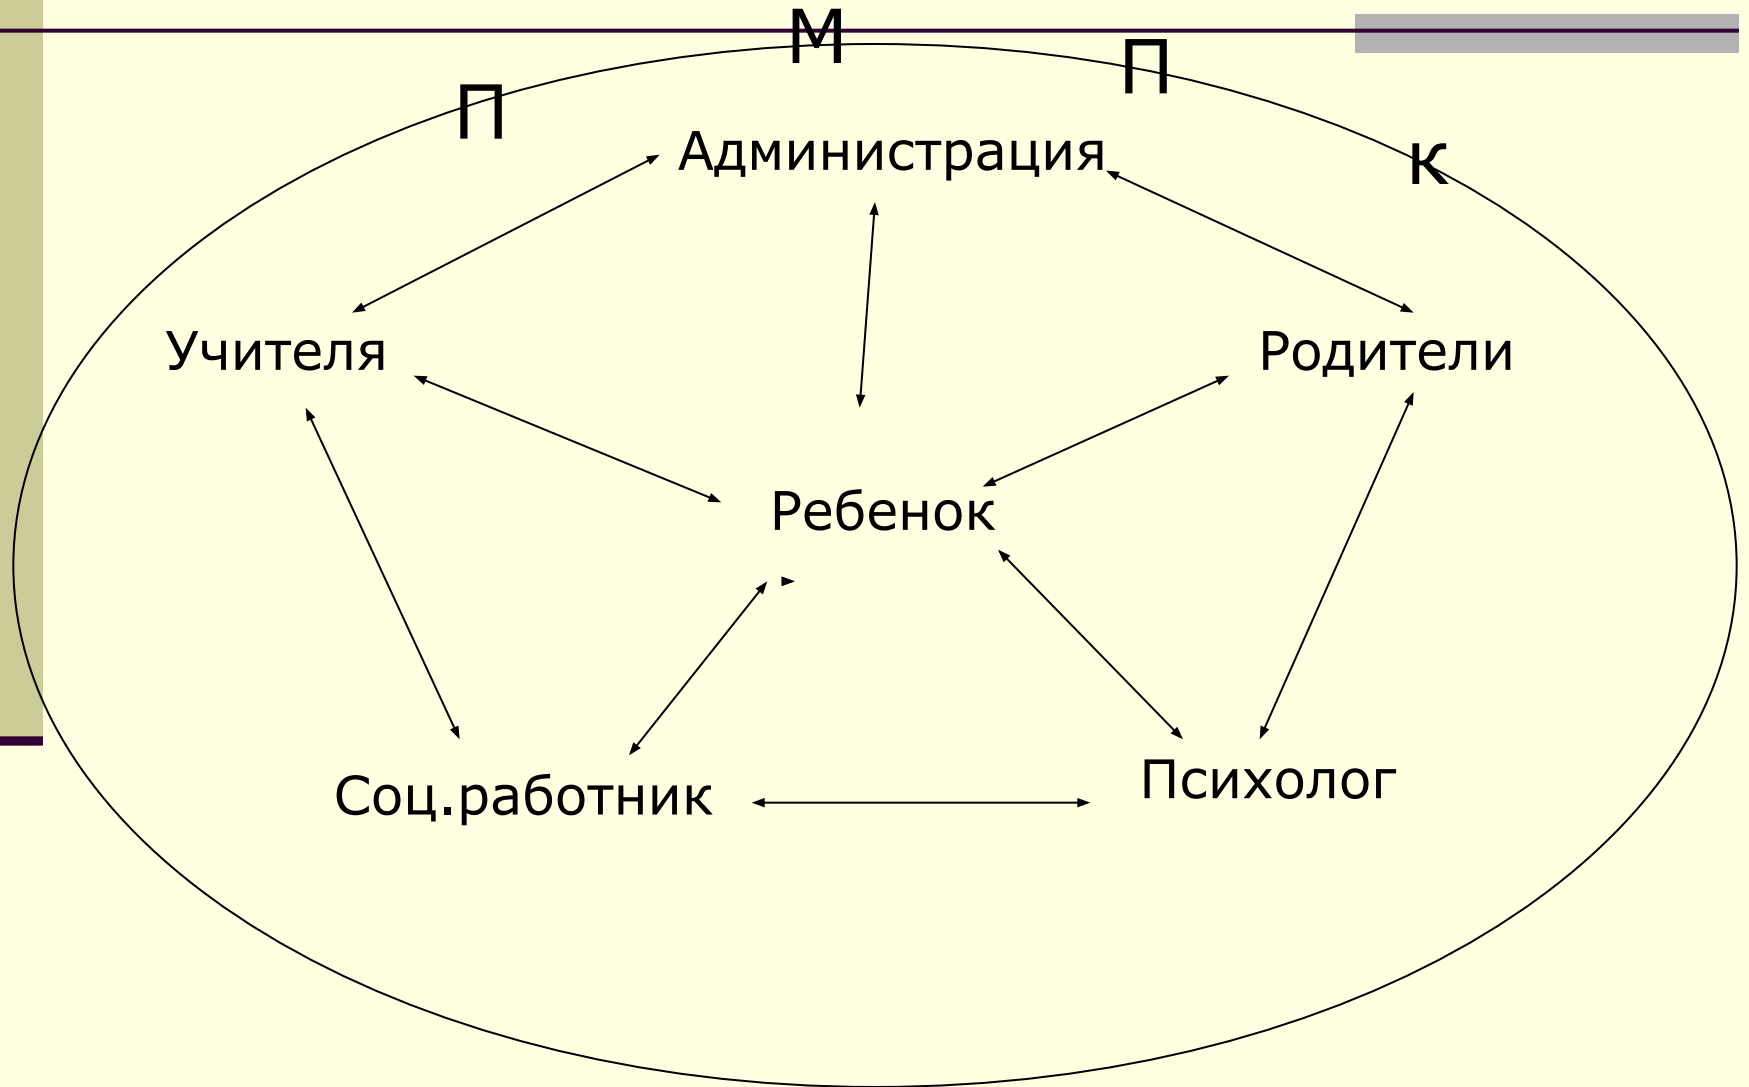 П М П к
Администрация
Учителя Родители
Ребенок
Соц.работник Психолог